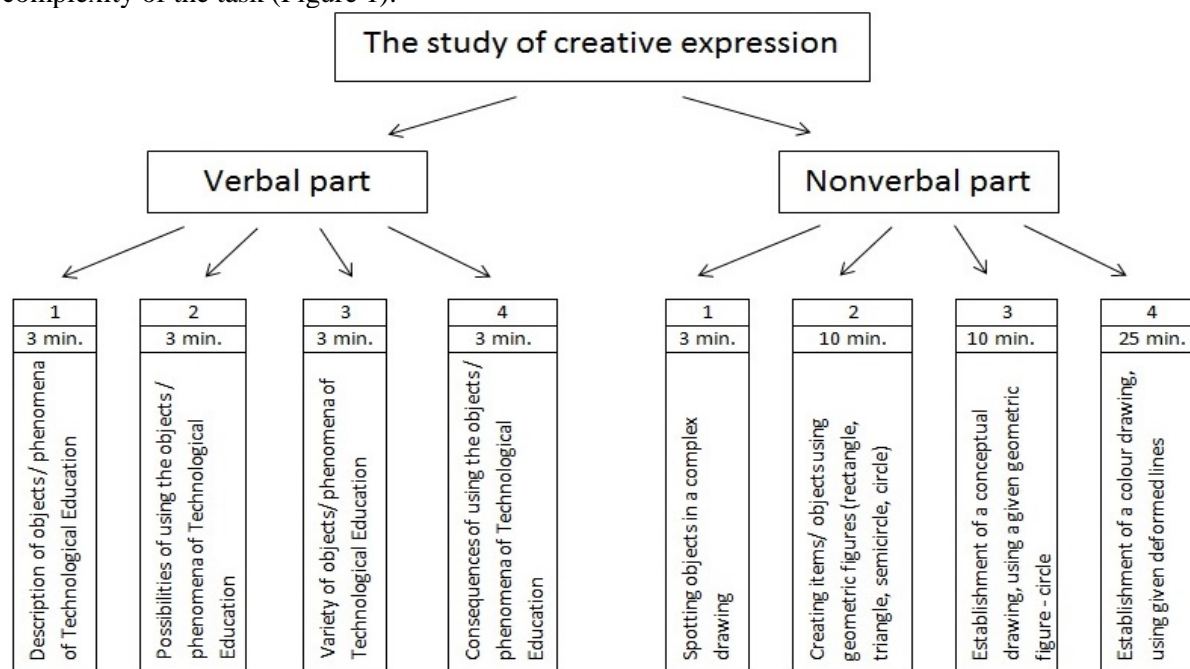 complexity of the task (Figure 1).
The study of creative expression
Verbal part
Nonverbal part
1
3 min.
Description of objects/ phenomena
of Technological Education
2
3 min.
Possibilities of using the objects /
phenomena of Technological
Education
3
3 min.
Variety of objects/ phenomena of
Technological Education
4
3 min.
Consequences of using the objects /
phenomena of Technological
Education
1
3 min.
Spotting objects in a complex
drawing
2
10 min.
Creating items/ objects using
geometric figures (rectangle,
triangle, semicircle, circle)
3
10 min.
Establishment of a conceptual
drawing, using a given geometric
figure - circle
4
25 min.
Establishment of a colour drawing,
using given deformed lines